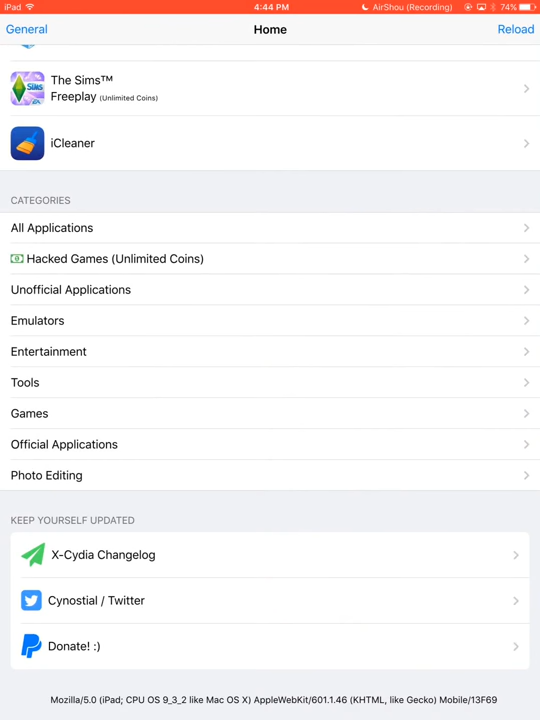 iPad 4:44 PM AirShou (Recording) 74%
General Home Reload
The Sims™
Freeplay (Unlimited Coins)
iCleaner
CATEGORIES
All Applications
Hacked Games (Unlimited Coins)
Unofficial Applications
Emulators
Entertainment
Tools
Games
Official Applications
Photo Editing
KEEP YOURSELF UPDATED
X-Cydia Changelog
Cynostial / Twitter
Donate! :)
Mozilla/5.0 (iPad; CPU OS 9_3_2 like Mac OS X) AppleWebKit/601.1.46 (KHTML, like Gecko) Mobile/13F69